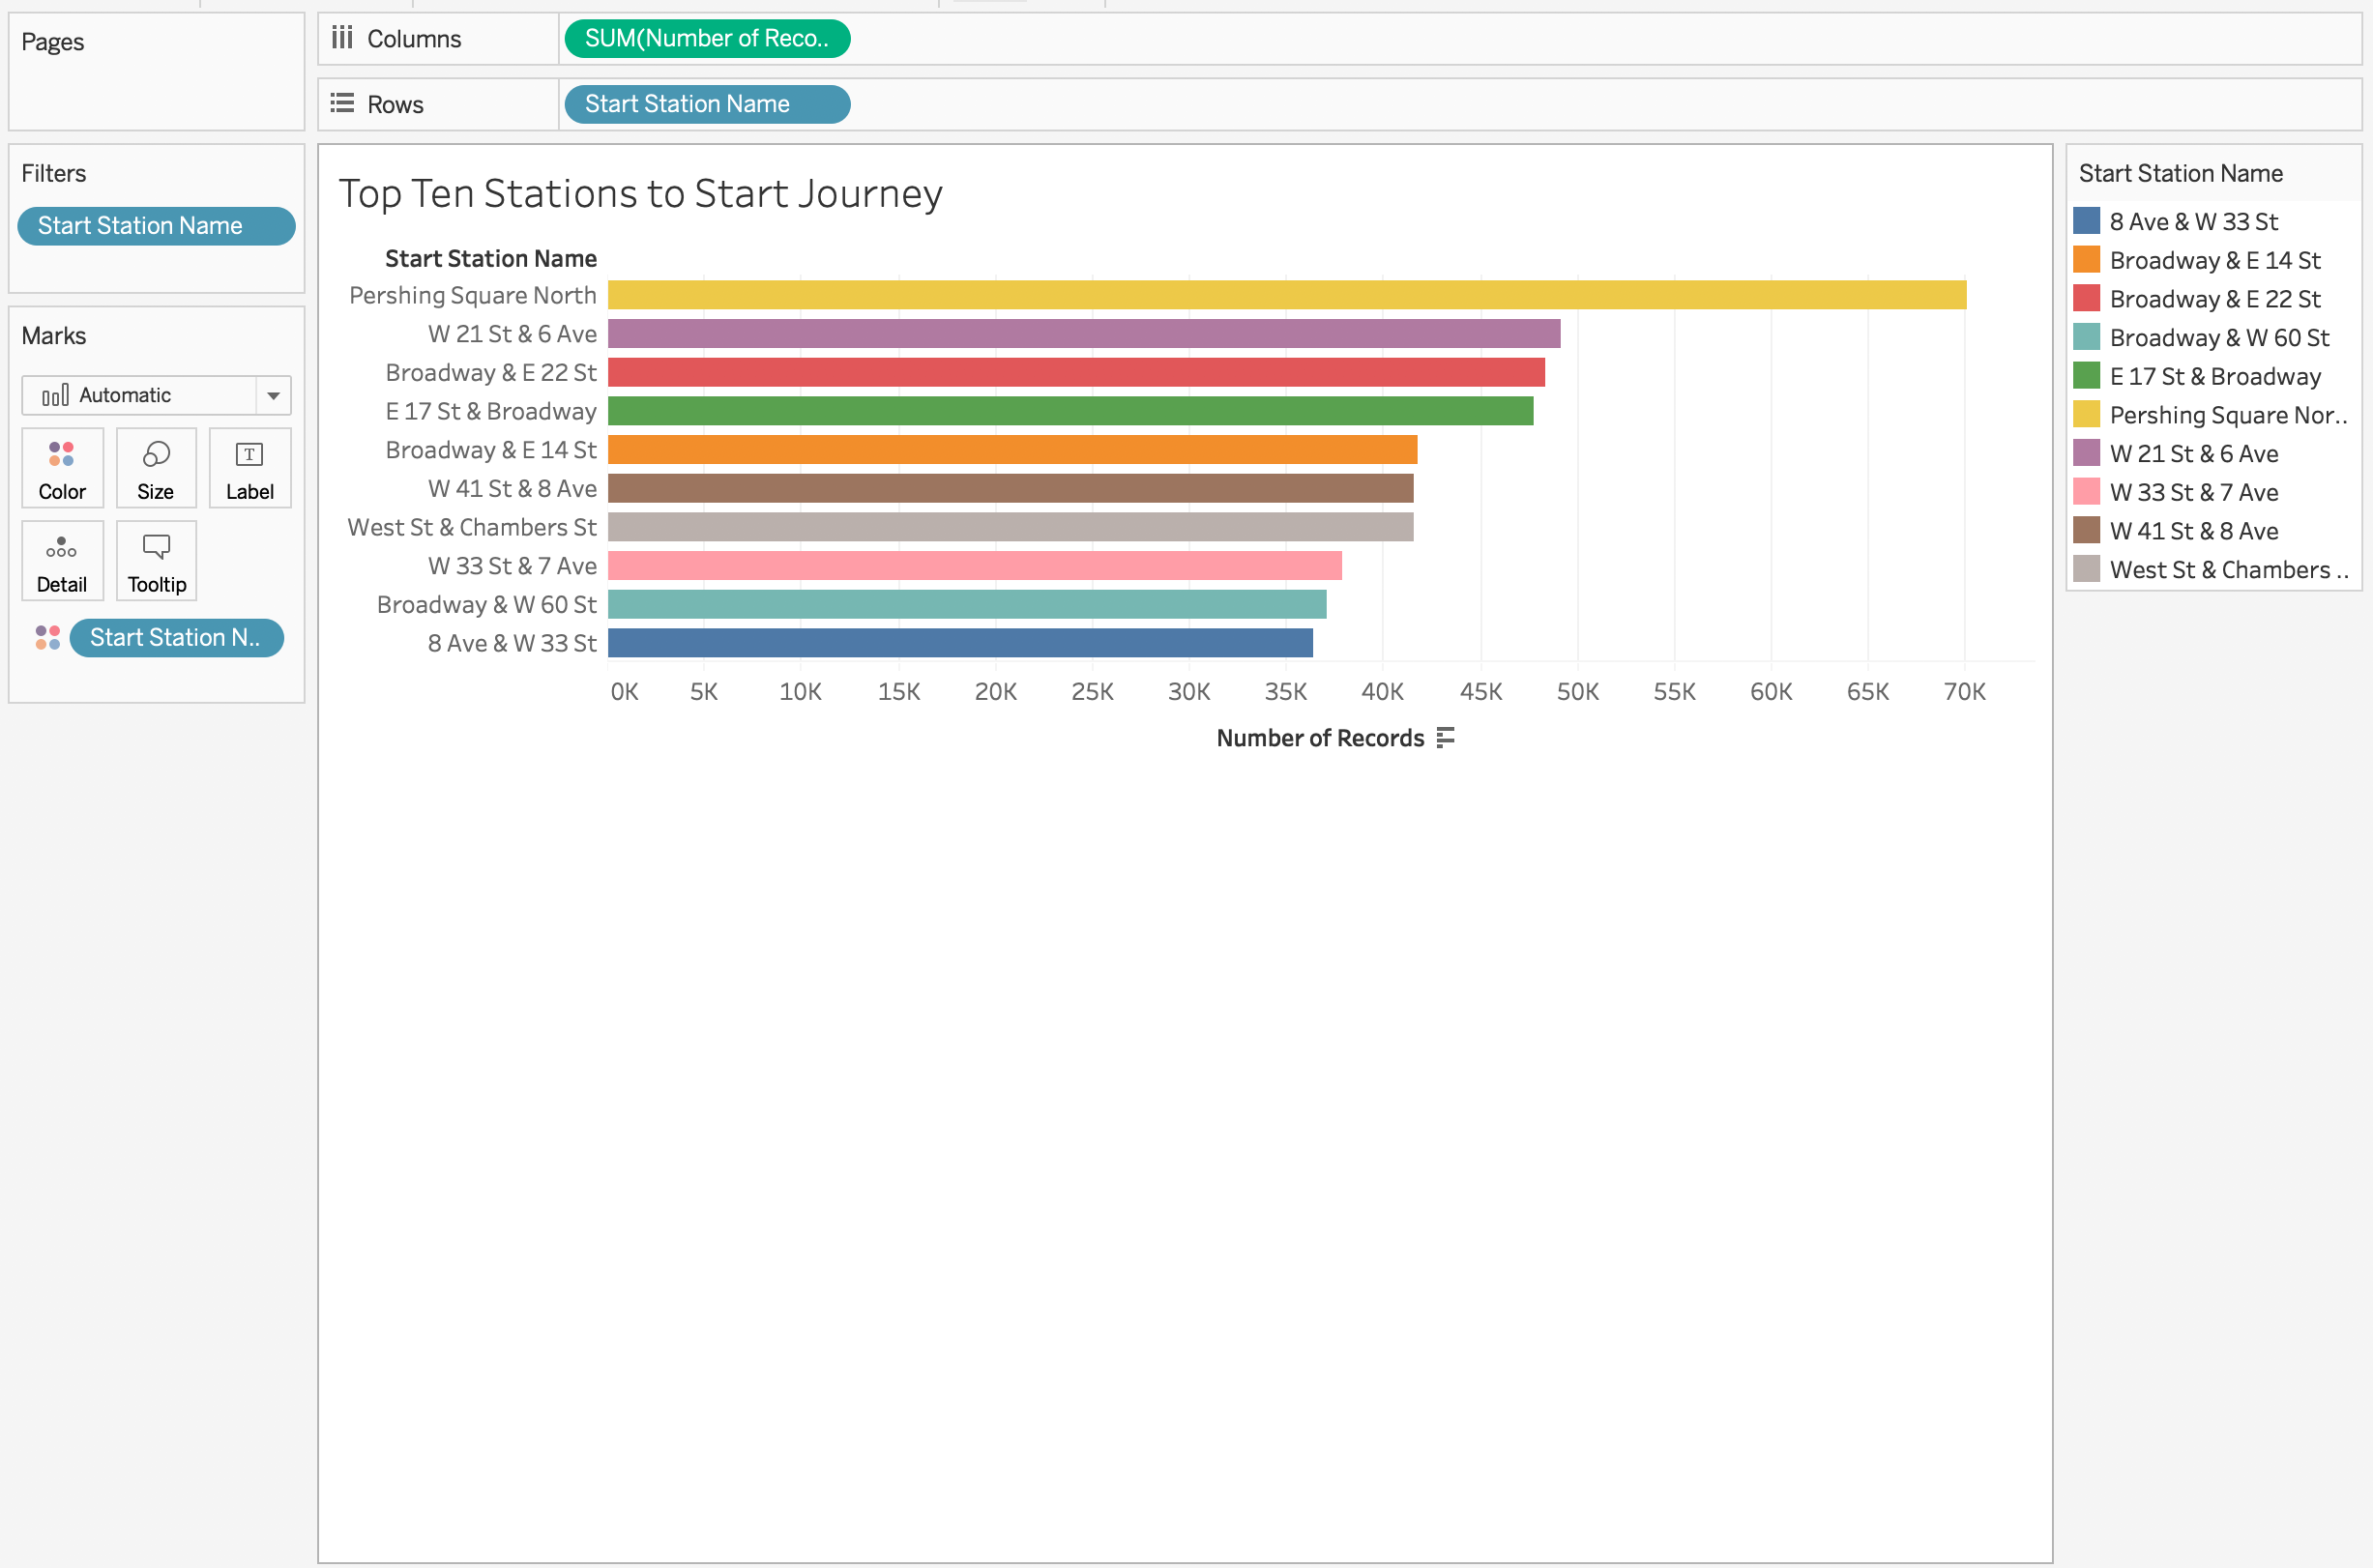 Pages
Columns
SUM(Number of Reco..
Rows
Start Station Name
Filters
Start Station Name
Marks
Automatic
Color
Size
T
Label
Detail
Tooltip
Start Station N..
Top Ten Stations to Start Journey
Start Station Name
Pershing Square North
W 21 St & 6 Ave
Broadway & E 22 St
E 17 St & Broadway
Broadway & E 14 St
W 41 St & 8 Ave
West St & Chambers St
W 33 St & 7 Ave
Broadway & W 60 St
8 Ave & W 33 St
0K 5K 10K 15K 20K 25K 30K 35K 40K 45K 50K 55K 60K 65K 70K
Number of Records
Start Station Name
8 Ave & W 33 St
Broadway & E 14 St
Broadway & E 22 St
Broadway & W 60 St
E 17 St & Broadway
Pershing Square Nor..
W 21 St & 6 Ave
W 33 St & 7 Ave
W 41 St & 8 Ave
West St & Chambers ..